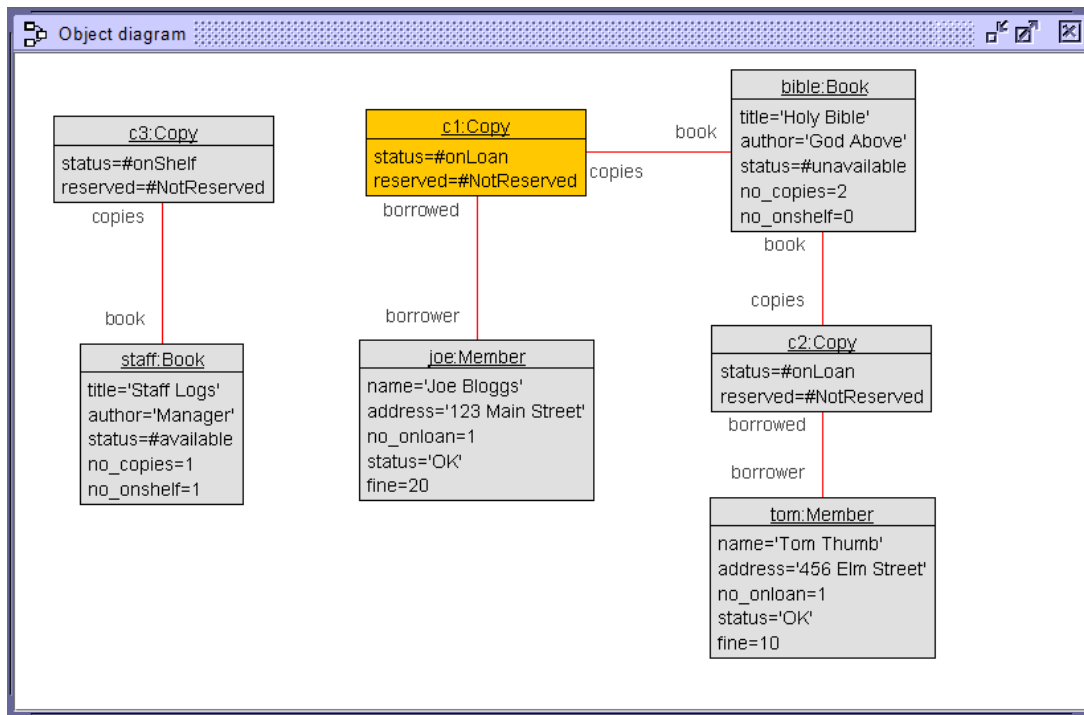 Object diagram
c3:Copy
status=#onShelf
reserved=#NotReserved
copies
book
staff:Book
title='Staff Logs'
author='Manager'
status=#available
no_copies=1
no_onshelf=1
c1:Copy
status=#onLoan
reserved=#NotReserved
borrowed
borrower
joe:Member
name='Joe Bloggs'
address='123 Main Street'
no_onloan=1
status='OK'
fine=20
book
copies
bible:Book
title='Holy Bible'
author='God Above'
status=#unavailable
no_copies=2
no_onshelf=0
book
copies
c2:Copy
status=#onLoan
reserved=#NotReserved
borrowed
borrower
tom:Member
name='Tom Thumb'
address='456 Elm Street'
no_onloan=1
status='OK'
fine=10